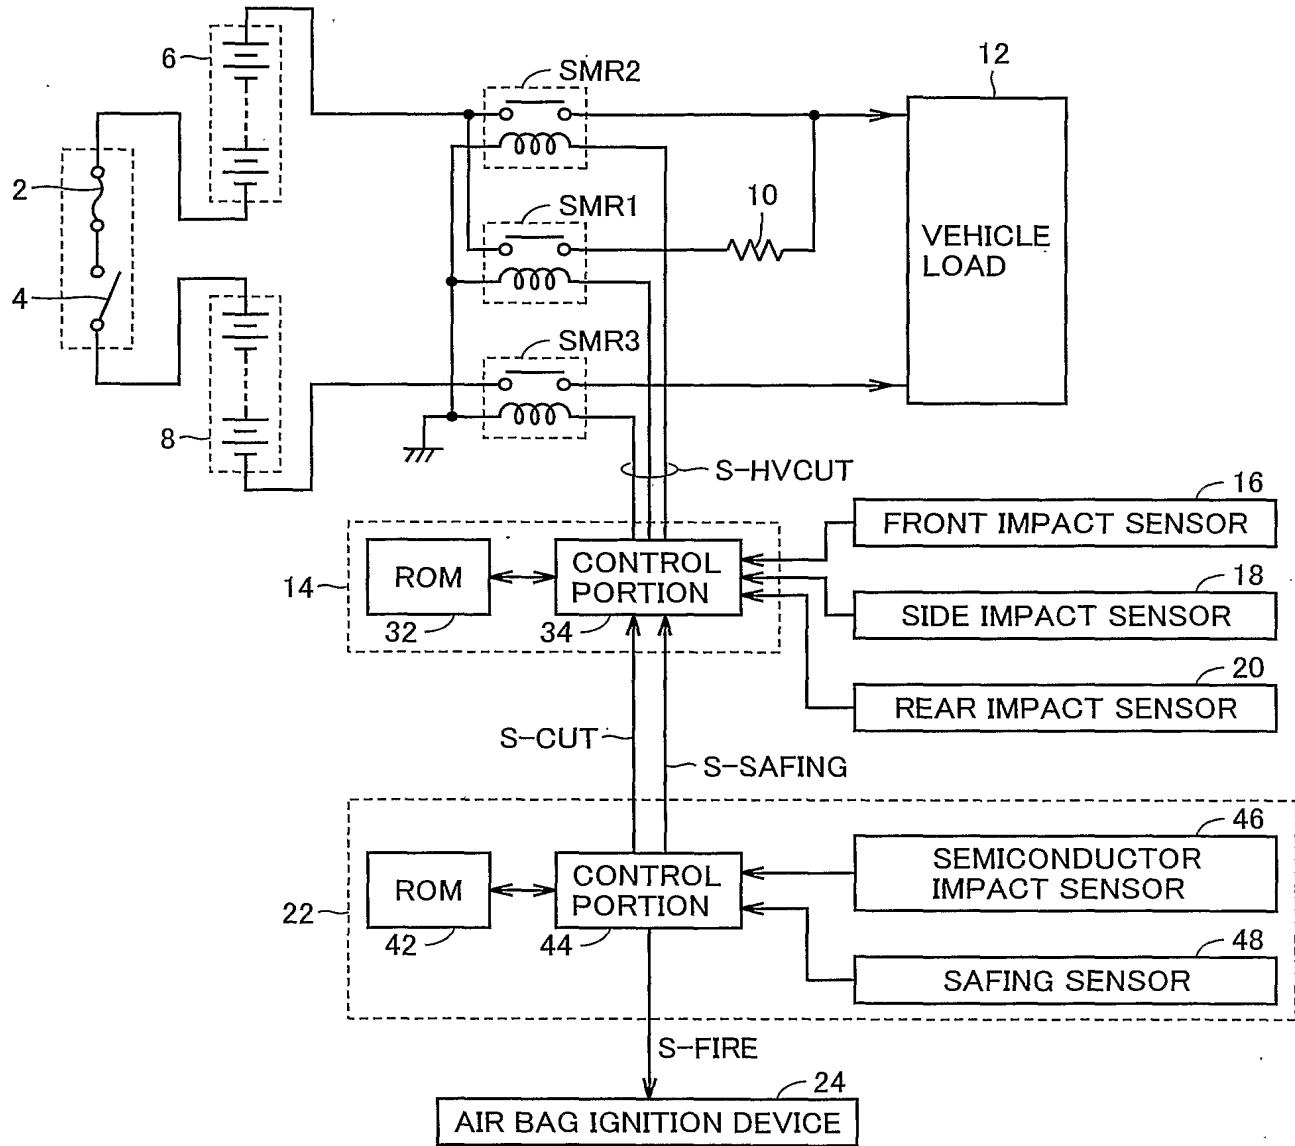 6
SMR2
12
2
SMR1
10
VEHICLE
LOAD
4
SMR3
8
S-HVCUT
16
FRONT IMPACT SENSOR
14
ROM
CONTROL
PORTION
18
SIDE IMPACT SENSOR
32
34
20
REAR IMPACT SENSOR
S-CUT
S-SAFING
46
SEMICONDUCTOR
IMPACT SENSOR
22
ROM
CONTROL
PORTION
42
44
48
SAFING SENSOR
S-FIRE
24
AIR BAG IGNITION DEVICE